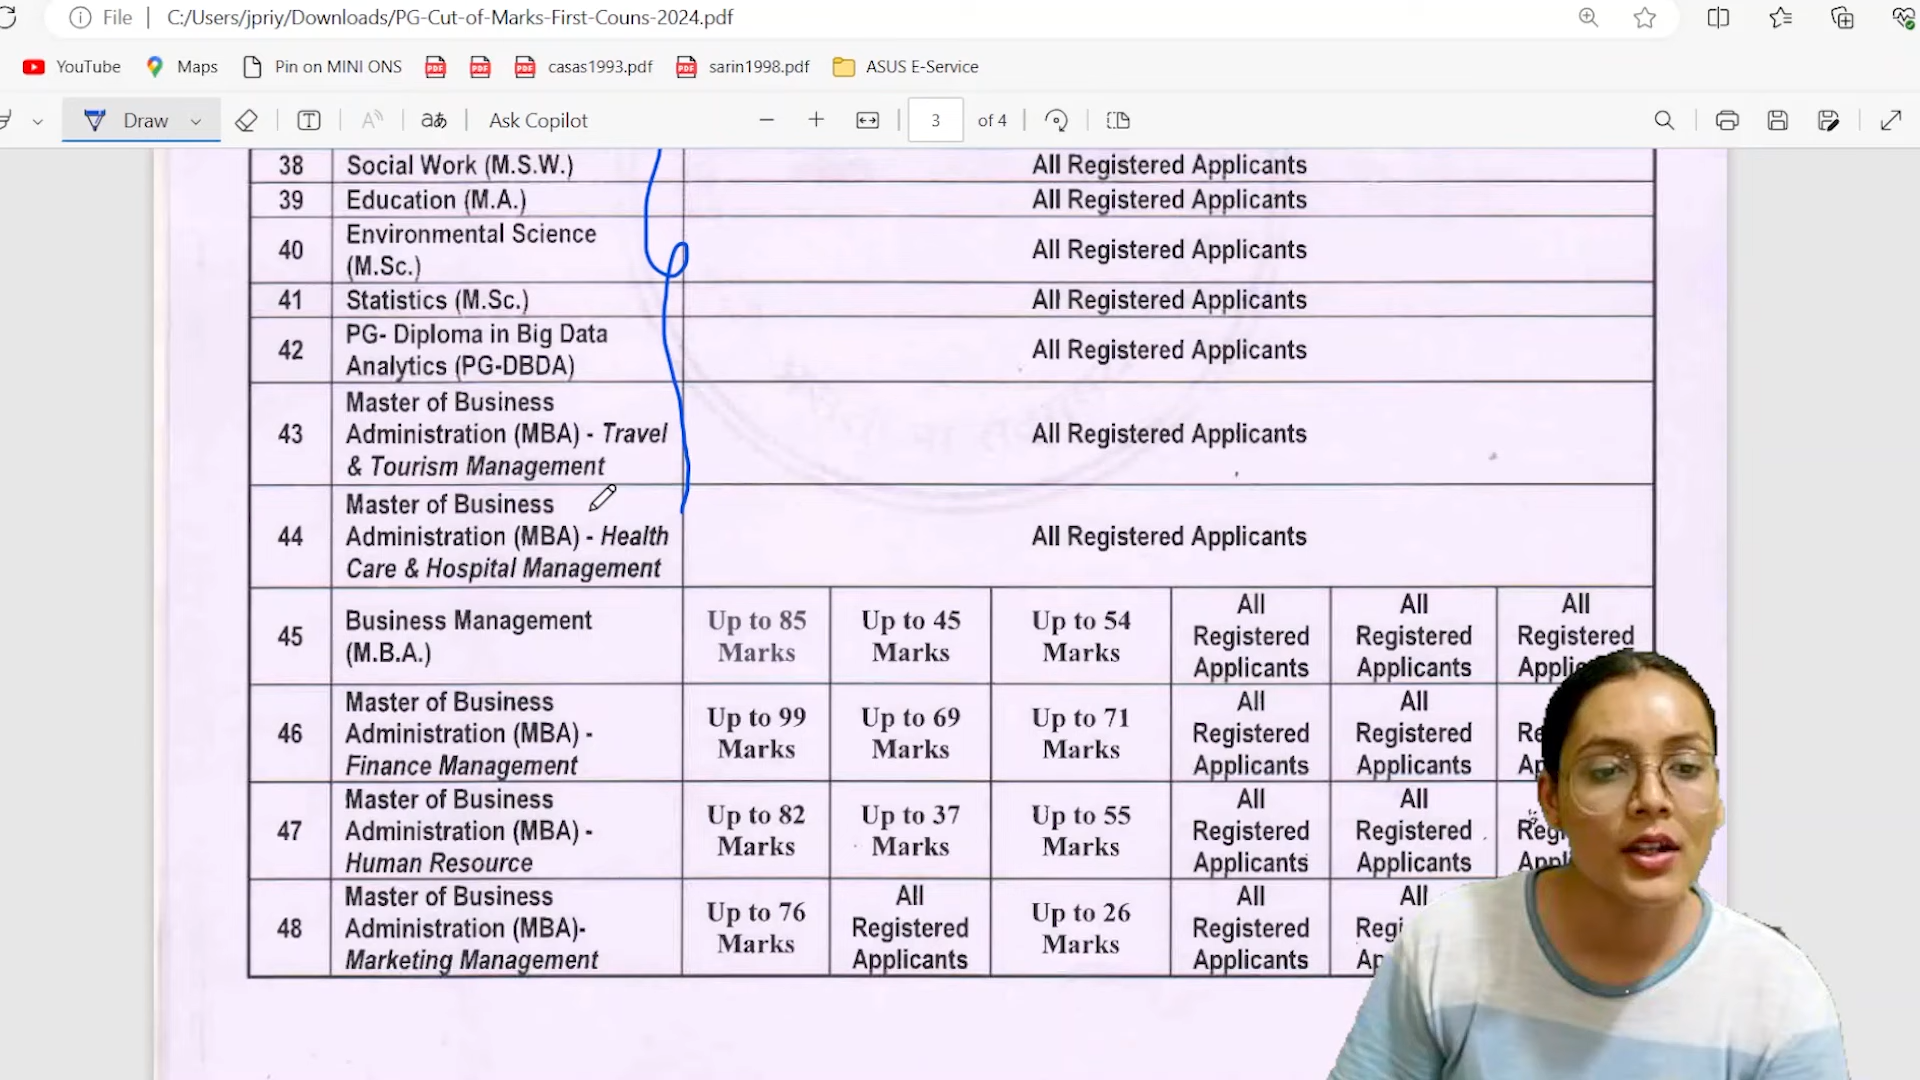 File C:/Users/jpriy/Downloads/PG-Cut-of-Marks-First-Couns-2024.pdf
YouTube Maps Pin on MINI ONS PDF PDF PDF casas1993.pdf PDF sarin1998.pdf ASUS E-Service
Draw T aあ Ask Copilot 3 of 4
38 Social Work (M.S.W.) All Registered Applicants
39 Education (M.A.) All Registered Applicants
40 Environmental Science
(M.Sc.)
All Registered Applicants
41 Statistics (M.Sc.) All Registered Applicants
42 PG- Diploma in Big Data
Analytics (PG-DBDA)
All Registered Applicants
43 Master of Business
Administration (MBA) - Travel
& Tourism Management
All Registered Applicants
44 Master of Business
Administration (MBA) - Health
Care & Hospital Management
All Registered Applicants
45 Business Management
(M.B.A.)
Up to 85
Marks
Up to 45
Marks
Up to 54
Marks
All
Registered
Applicants
All
Registered
Applicants
All
Registered
46 Master of Business
Administration (MBA) -
Finance Management
Up to 99
Marks
Up to 69
Marks
Up to 71
Marks
All
Registered
Applicants
All
Registered
Applicants
47 Master of Business
Administration (MBA) -
Human Resource
Up to 82
Marks
Up to 37
Marks
Up to 55
Marks
All
Registered
Applicants
All
Registered
Applicants
48 Master of Business
Administration (MBA)-
Marketing Management
Up to 76
Marks
All
Registered
Applicants
Up to 26
Marks
All
Registered
Applicants
All